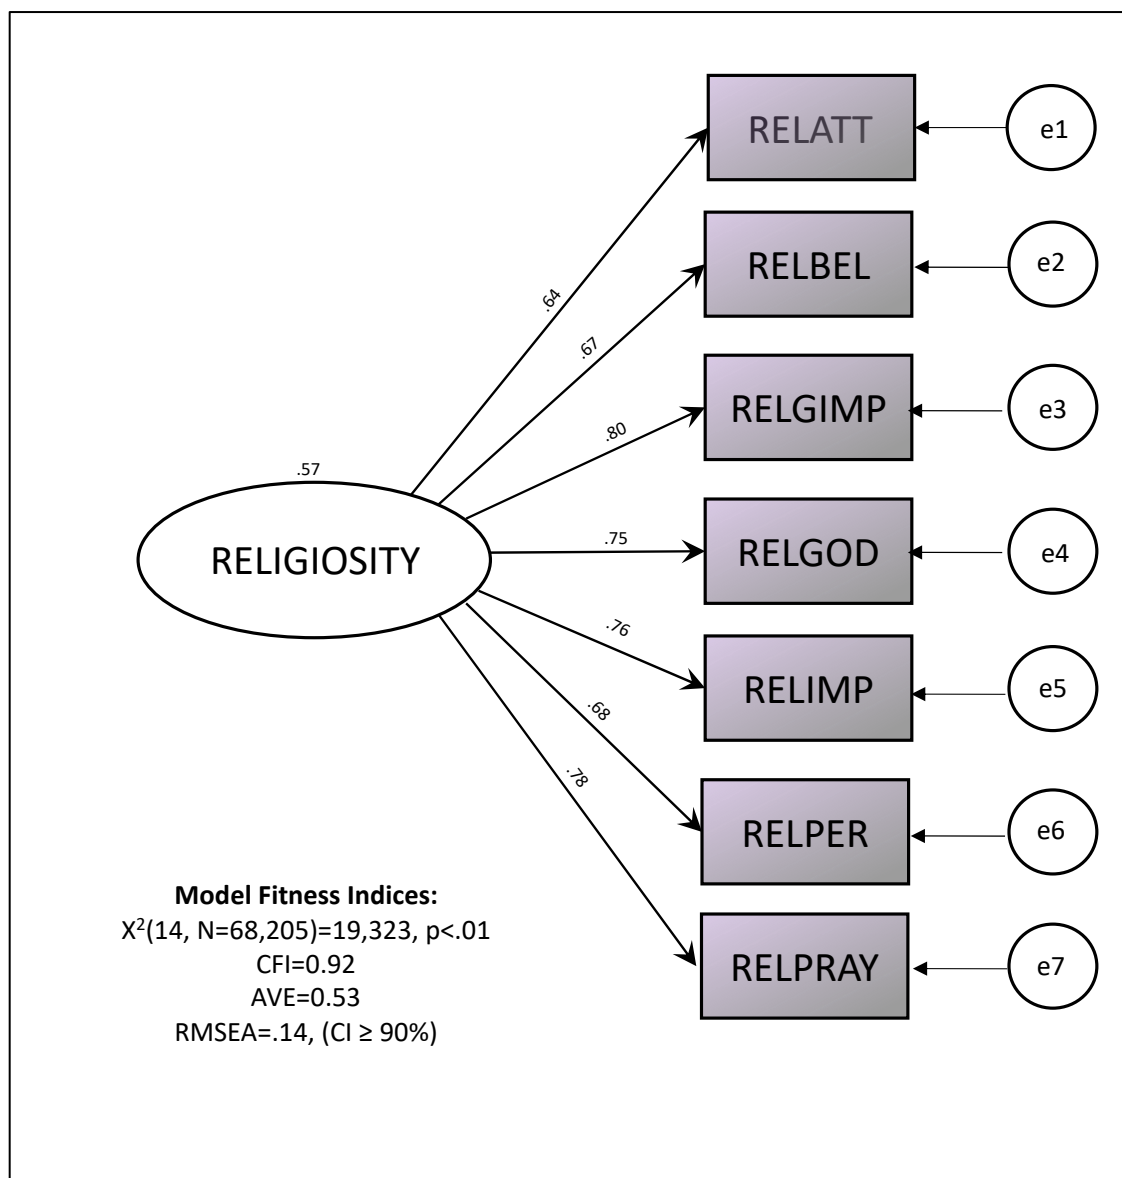 RELATT
e1
RELBEL
e2
.64
.67
RELGIMP
e3
.80
.57
RELIGIOSITY
.75
RELGOD
e4
.76
RELIMP
e5
.68
.78
RELPER
e6
Model Fitness Indices:
X²(14, N=68,205)=19,323, p<.01
CFI=0.92
AVE=0.53
RMSEA=.14, (CI ≥ 90%)
RELPRAY
e7